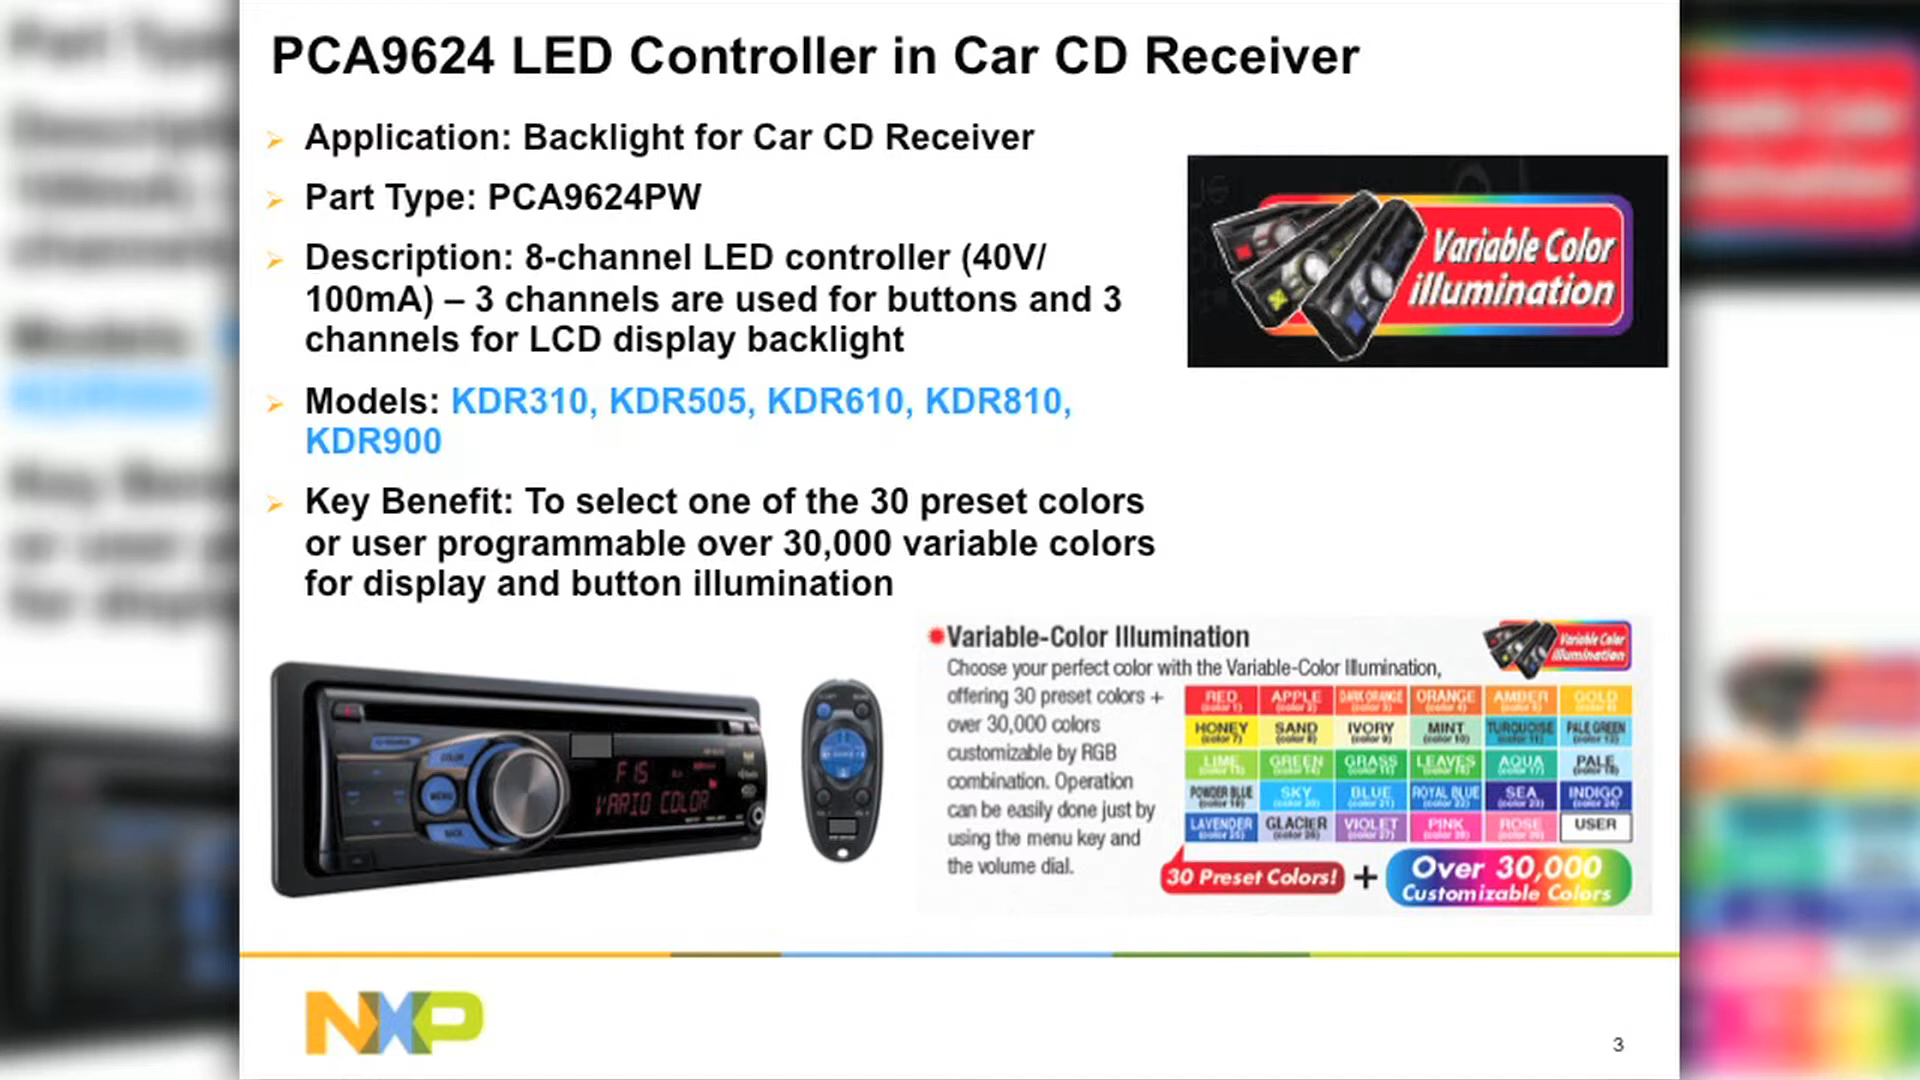 PCA9624 LED Controller in Car CD Receiver
Application: Backlight for Car CD Receiver
Part Type: PCA9624PW
Description: 8-channel LED controller (40V/
100mA) – 3 channels are used for buttons and 3
channels for LCD display backlight
Models: KDR310, KDR505, KDR610, KDR810,
KDR900
Key Benefit: To select one of the 30 preset colors
or user programmable over 30,000 variable colors
for display and button illumination
Variable Color
illumination
Variable-Color Illumination
Choose your perfect color with the Variable-Color Illumination,
offering 30 preset colors +
over 30,000 colors
customizable by RGB
combination. Operation
can be easily done just by
using the menu key and
the volume dial.
Variable Color
illumination
RED APPLE DARK ORANGE ORANGE AMBER GOLD
HONEY SAND IVORY MINT TURQUOISE PALE GREEN
LIME GREEN GRASS LEAVES AQUA PALE
POWDER BLUE SKY BLUE ROYAL BLUE SEA INDIGO
LAVENDER GLACIER VIOLET PINK ROSE USER
30 Preset Colors! + Over 30,000
Customizable Colors
COLOR
MENU
BACK
F15
VARIO COLOR
NXP
3